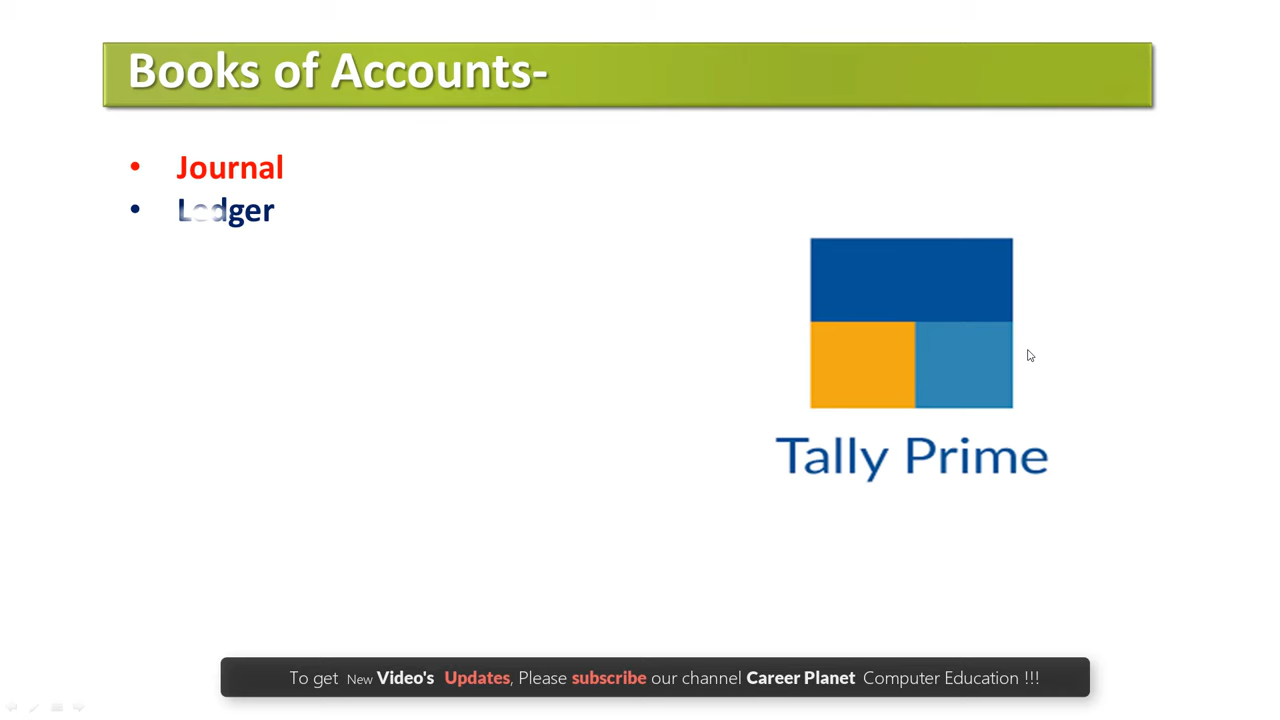 Books of Accounts-
• Journal
• Ledger
Tally Prime
To get New Video's Updates, Please subscribe our channel Career Planet Computer Education !!!